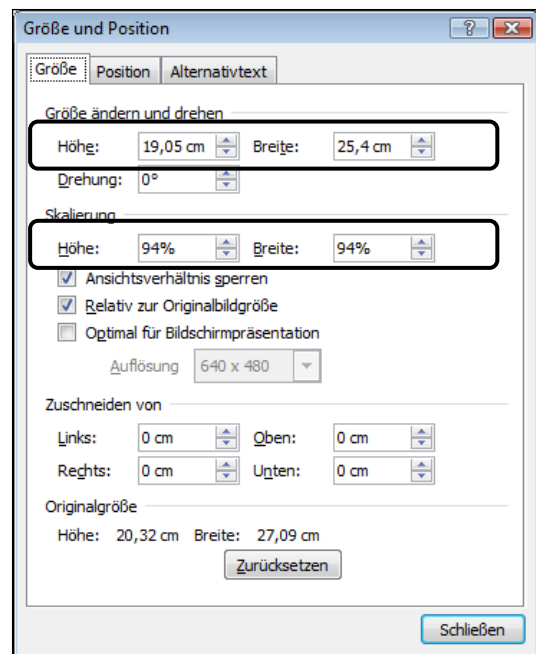 Größe und Position
Größe Position Alternativtext
Größe ändern und drehen
Höhe: 19,05 cm Breite: 25,4 cm
Drehung: 0°
Skalierung
Höhe: 94% Breite: 94%
Ansichtsverhältnis sperren
Relativ zur Originalbildgröße
Optimal für Bildschirmpräsentation
Auflösung 640 x 480
Zuschneiden von
Links: 0 cm Oben: 0 cm
Rechts: 0 cm Unten: 0 cm
Originalgröße
Höhe: 20,32 cm Breite: 27,09 cm
Zurücksetzen
Schließen